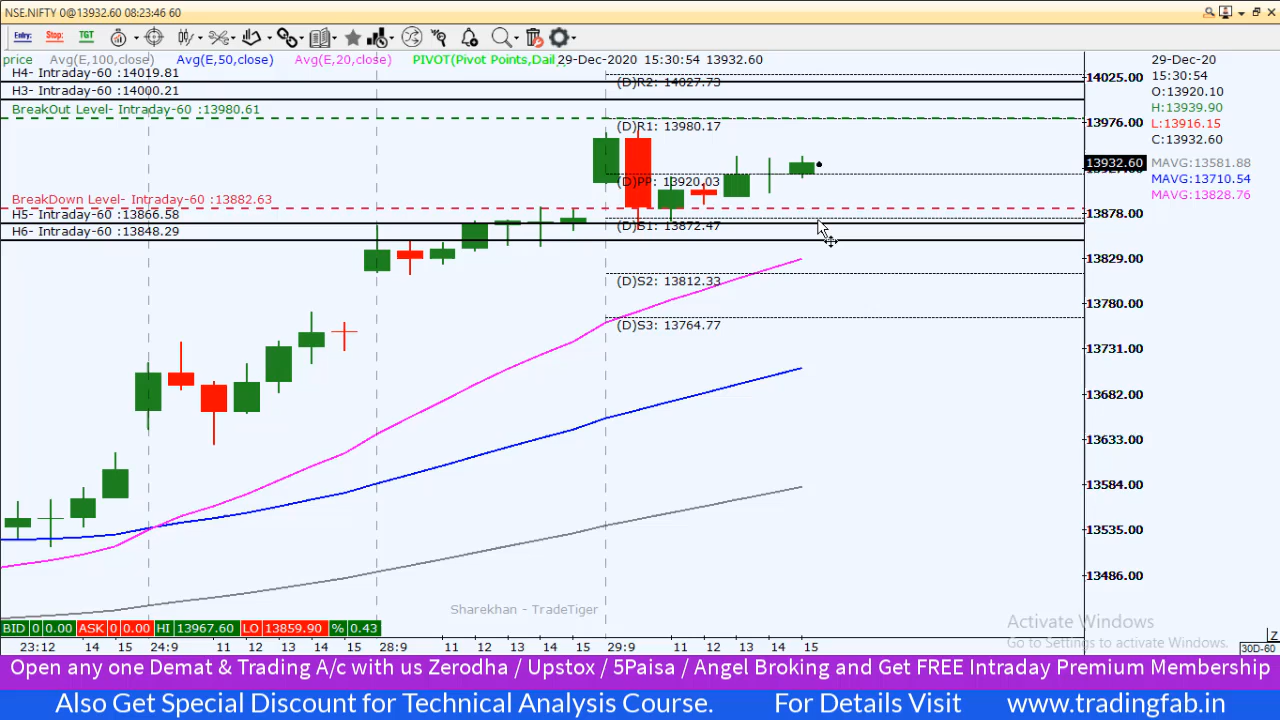 NSE.NIFTY 0@13932.60 08:23:46 60
Entry: Stop: TGT
price Avg(E,100,close) Avg(E,50,close) Avg(E,20,close) PIVOT(Pivot Points,Dail 29-Dec-2020 15:30:54 13932.60
29-Dec-20
15:30:54
O:13920.10
H:13939.90
L:13916.15
C:13932.60
MAVG:13581.88
MAVG:13710.54
MAVG:13828.76
H4- Intraday-60 :14019.81
H3- Intraday-60 :14000.21
BreakOut Level- Intraday-60 :13980.61
BreakDown Level- Intraday-60 :13882.63
H5- Intraday-60 :13866.58
H6- Intraday-60 :13848.29
(D)R2: 14027.73
(D)R1: 13980.17
(D)PP: 13920.03
(D)S1: 13872.47
(D)S2: 13812.33
(D)S3: 13764.77
14025.00
13976.00
13932.60
13878.00
13829.00
13780.00
13731.00
13682.00
13633.00
13584.00
13535.00
13486.00
Sharekhan - TradeTiger
Activate Windows
Go to Settings to activate Windows.
BID 0 0.00 ASK 0 0.00 HI 13967.60 LO 13859.90 % 0.43
23:12 14 15 24:9 11 12 13 14 15 28:9 11 12 13 14 15 29:9 11 12 13 14 15
Z
30D-60
Open any one Demat & Trading A/c with us Zerodha / Upstox / 5Paisa / Angel Broking and Get FREE Intraday Premium Membership
Also Get Special Discount for Technical Analysis Course. For Details Visit www.tradingfab.in